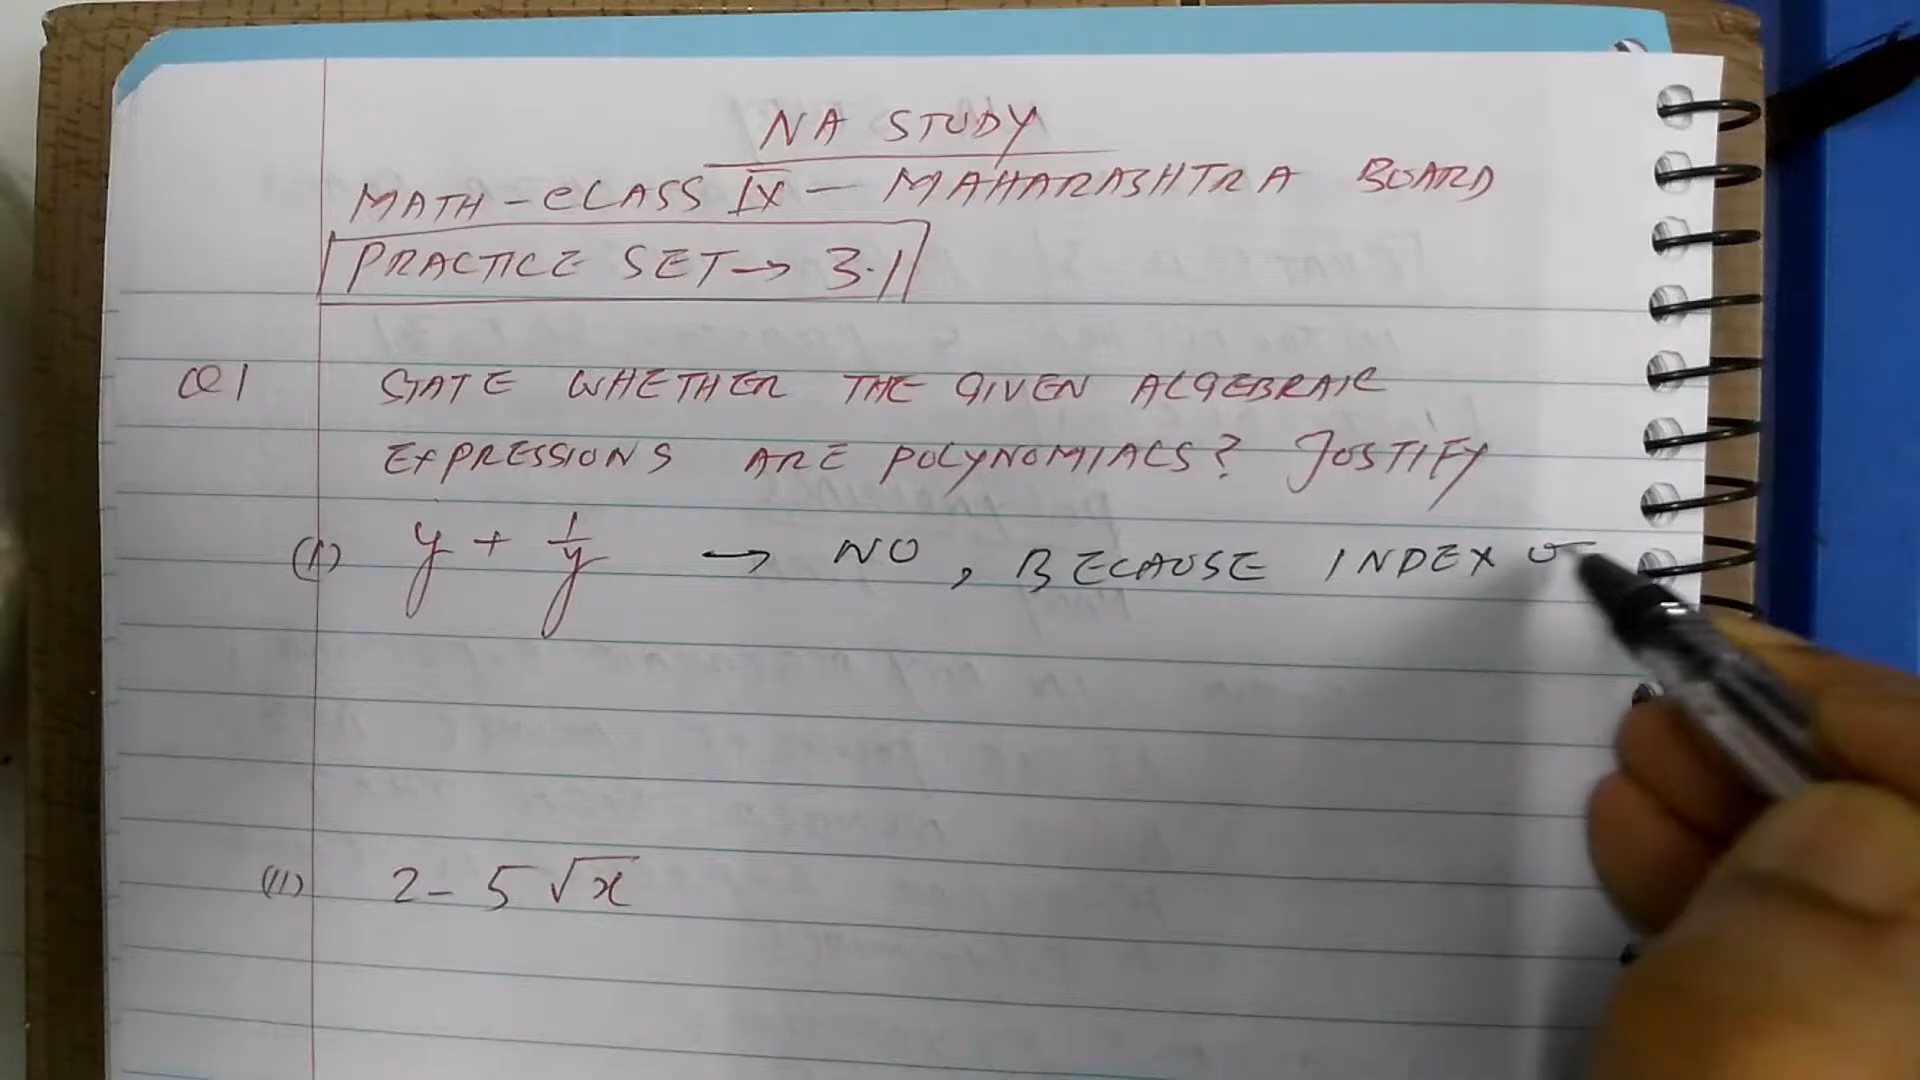 NA STUDY
MATH - CLASS IX - MAHARASHTRA BOARD
PRACTICE SET → 3.1
Q1 STATE WHETHER THE GIVEN ALGEBRAIC
EXPRESSIONS ARE POLYNOMIALS? JUSTIFY
(I) y + 1/y → NO, BECAUSE INDEX OF
(II) 2 - 5√x